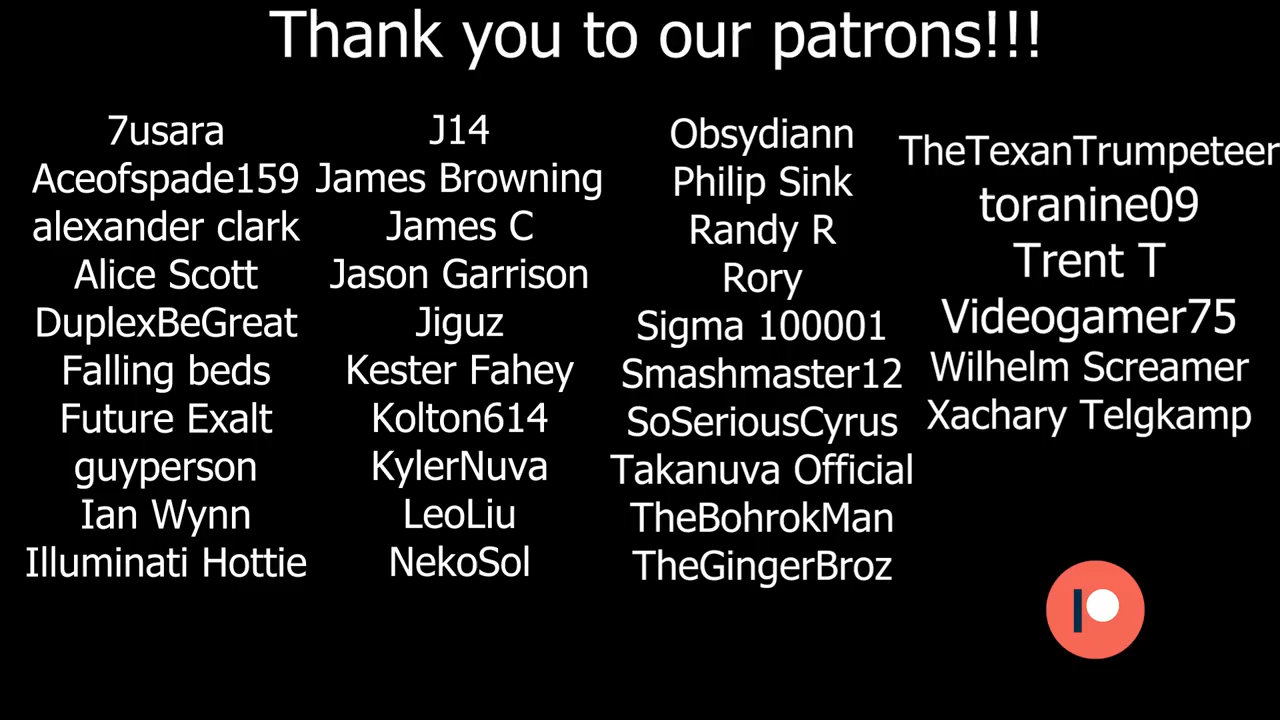 Thank you to our patrons!!!
7usara
Aceofspade159
alexander clark
Alice Scott
DuplexBeGreat
Falling beds
Future Exalt
guyperson
Ian Wynn
Illuminati Hottie
J14
James Browning
James C
Jason Garrison
Jiguz
Kester Fahey
Kolton614
KylerNuva
LeoLiu
NekoSol
Obsydiann
Philip Sink
Randy R
Rory
Sigma 100001
Smashmaster12
SoSeriousCyrus
Takanuva Official
TheBohrokMan
TheGingerBroz
TheTexanTrumpeteer
toranine09
Trent T
Videogamer75
Wilhelm Screamer
Xachary Telgkamp